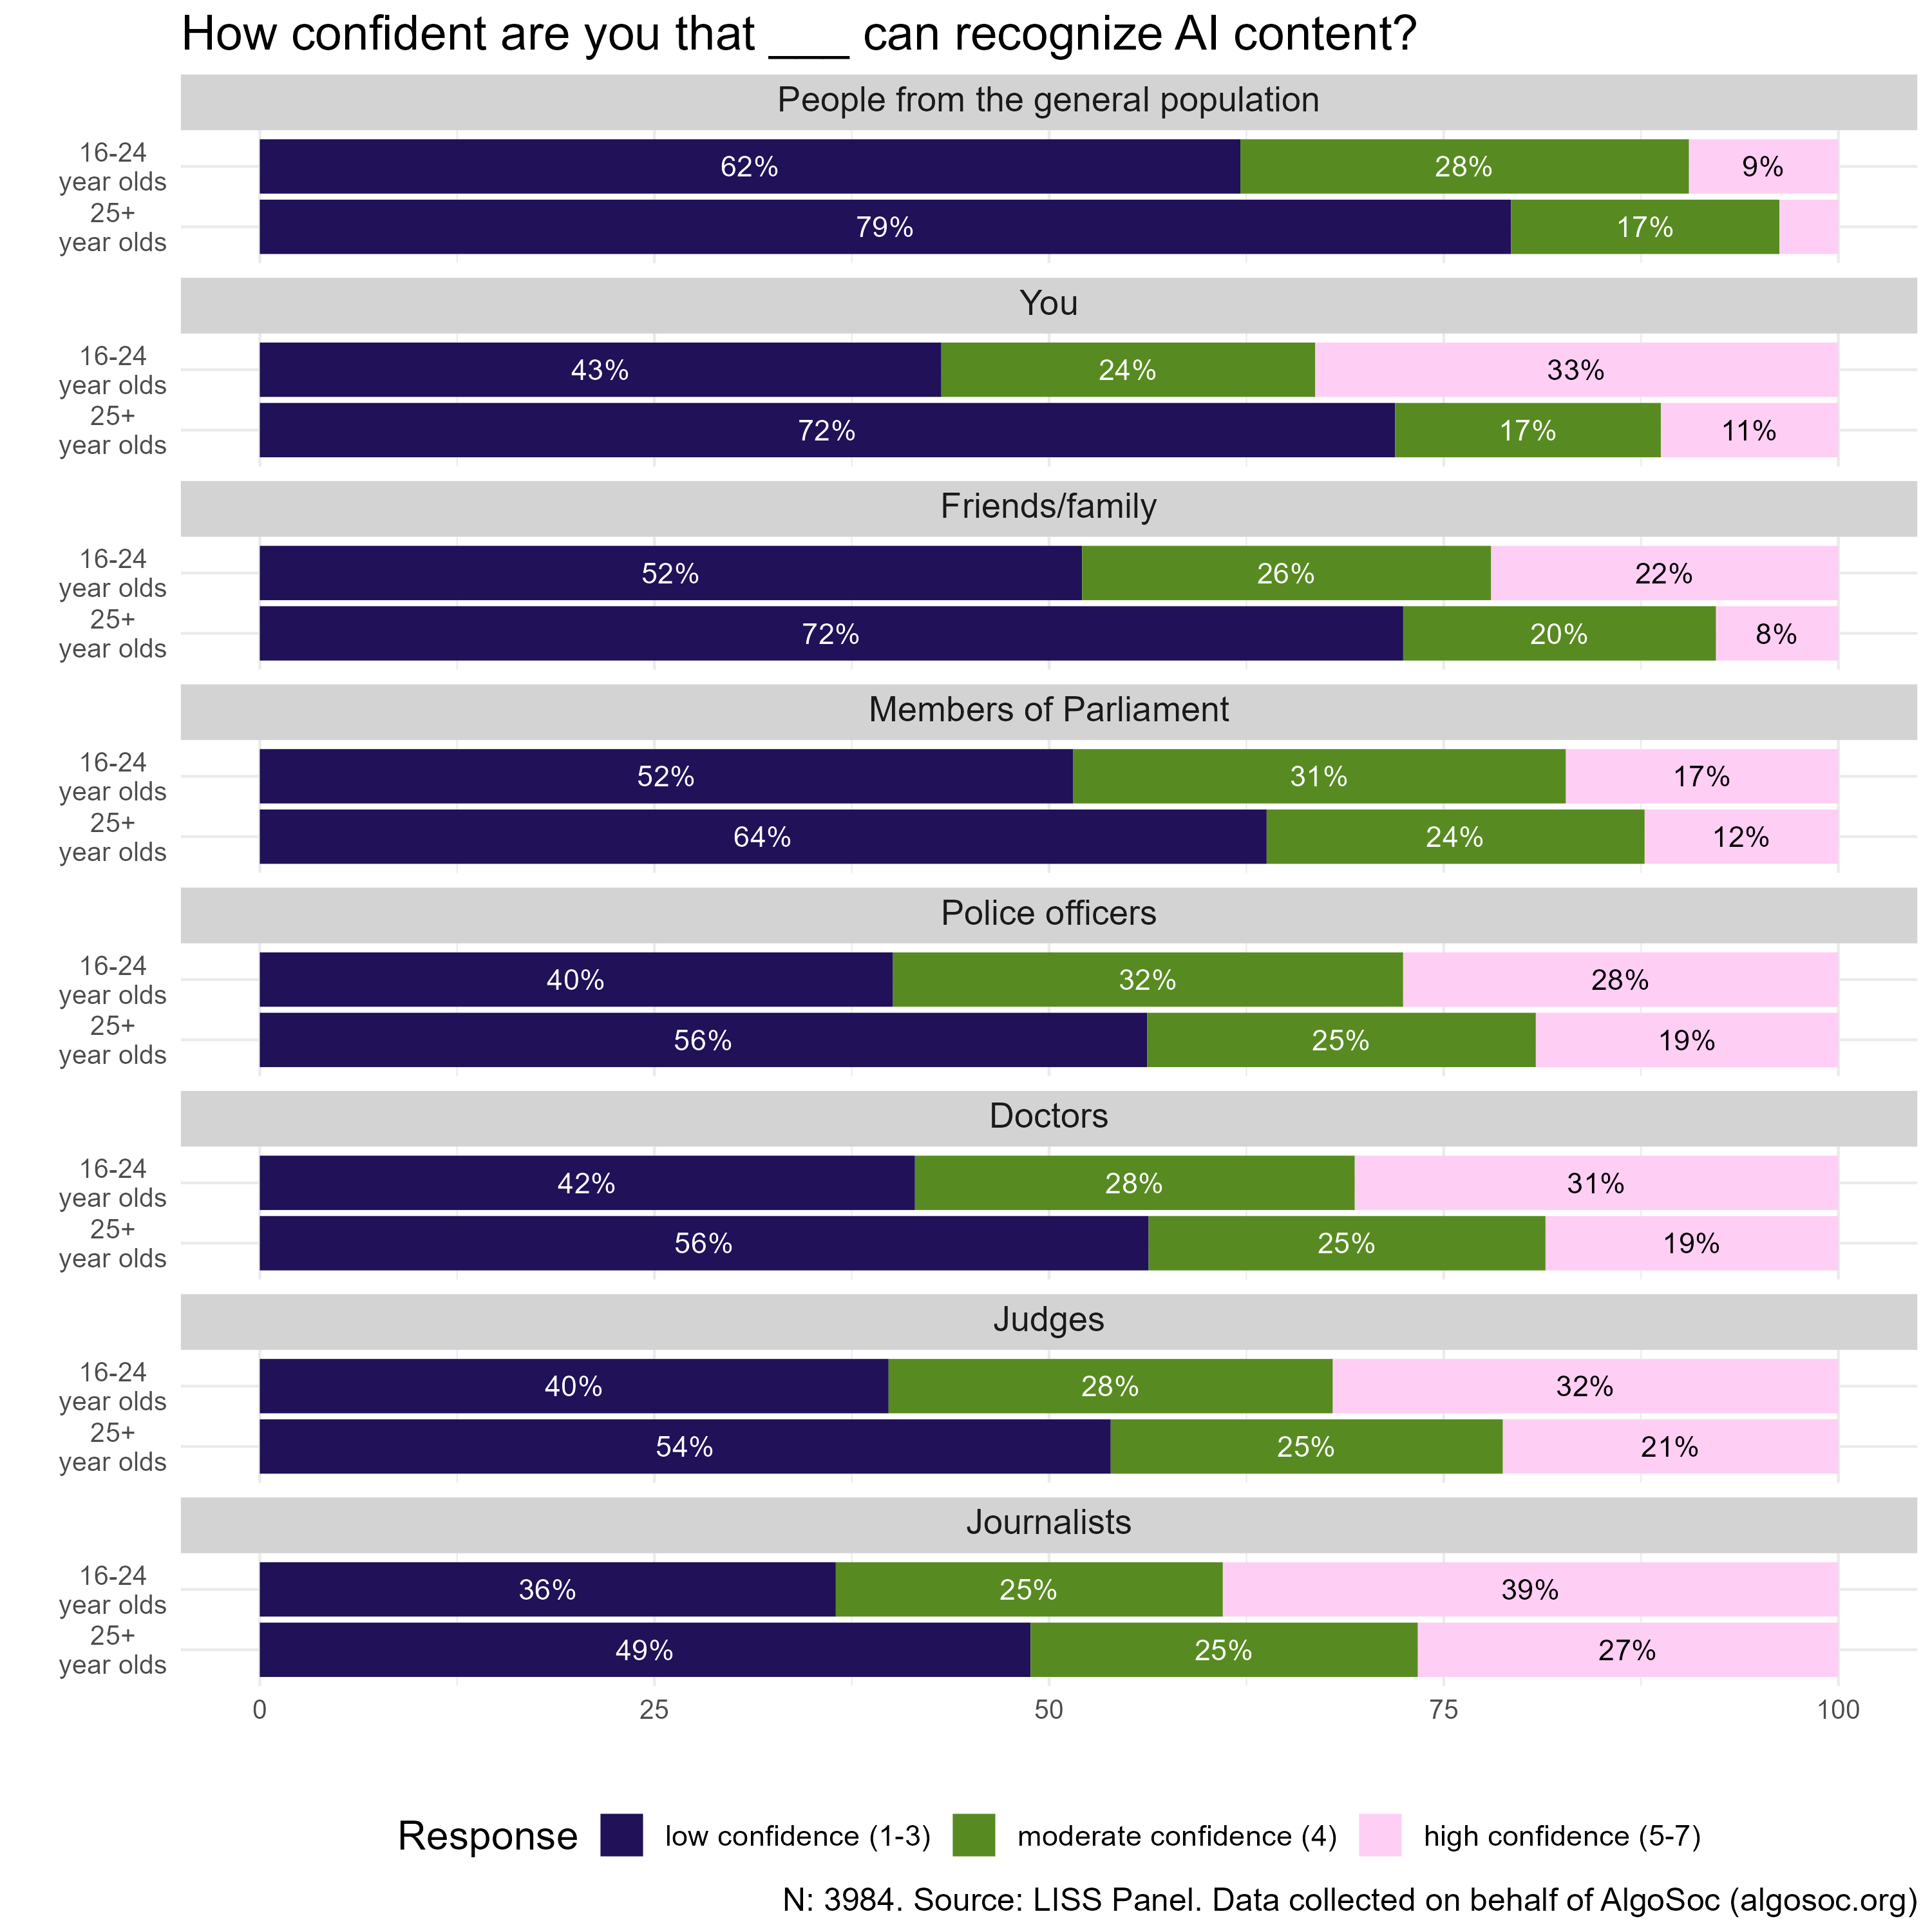 How confident are you that ___ can recognize AI content?
People from the general population
16-24
year olds
62% 28% 9%
25+
year olds
79% 17%
You
16-24
year olds
43% 24% 33%
25+
year olds
72% 17% 11%
Friends/family
16-24
year olds
52% 26% 22%
25+
year olds
72% 20% 8%
Members of Parliament
16-24
year olds
52% 31% 17%
25+
year olds
64% 24% 12%
Police officers
16-24
year olds
40% 32% 28%
25+
year olds
56% 25% 19%
Doctors
16-24
year olds
42% 28% 31%
25+
year olds
56% 25% 19%
Judges
16-24
year olds
40% 28% 32%
25+
year olds
54% 25% 21%
Journalists
16-24
year olds
36% 25% 39%
25+
year olds
49% 25% 27%
0 25 50 75 100
Response low confidence (1-3) moderate confidence (4) high confidence (5-7)
N: 3984. Source: LISS Panel. Data collected on behalf of AlgoSoc (algosoc.org)